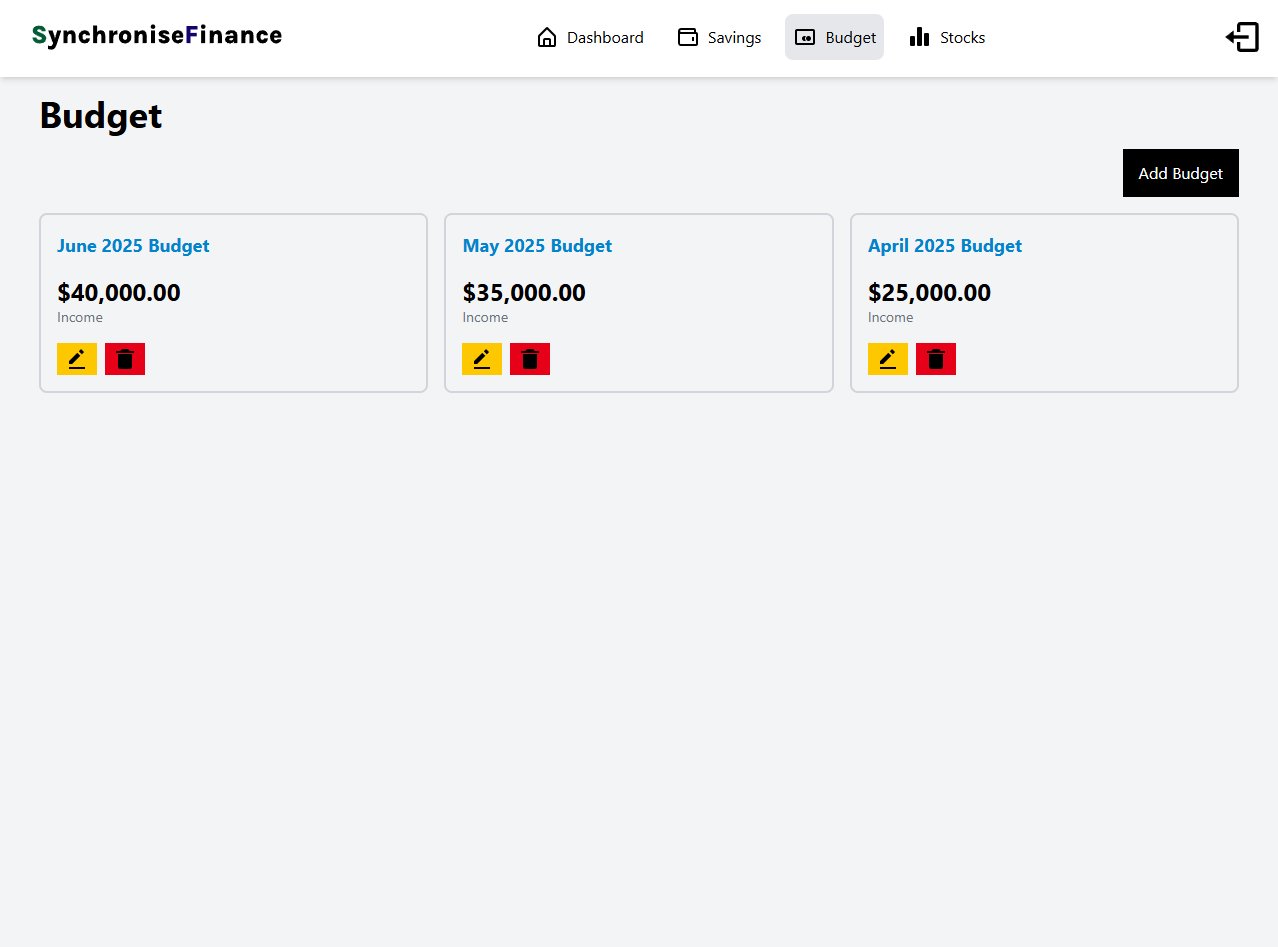 SynchroniseFinance
Dashboard
Savings
Budget
Stocks
Budget
Add Budget
June 2025 Budget
$40,000.00
Income
May 2025 Budget
$35,000.00
Income
April 2025 Budget
$25,000.00
Income